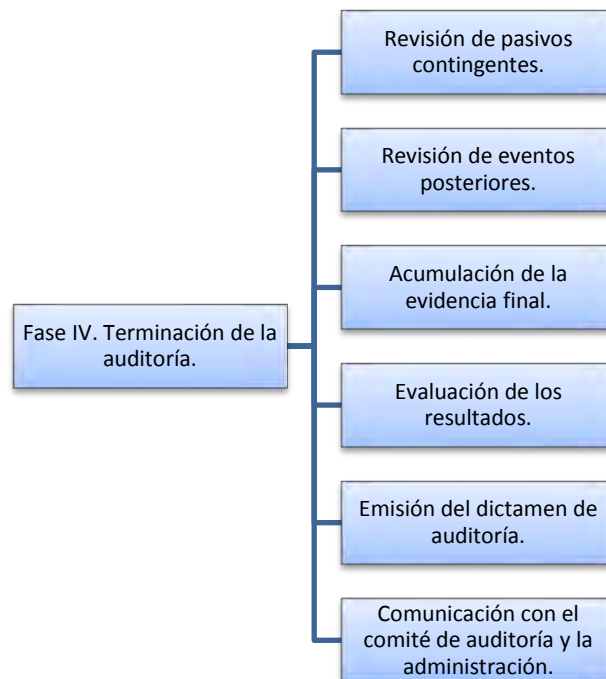 Revisión de pasivos
contingentes.
Revisión de eventos
posteriores.
Acumulación de la
evidencia final.
Fase IV. Terminación de la
auditoría.
Evaluación de los
resultados.
Emisión del dictamen de
auditoría.
Comunicación con el
comité de auditoría y la
administración.